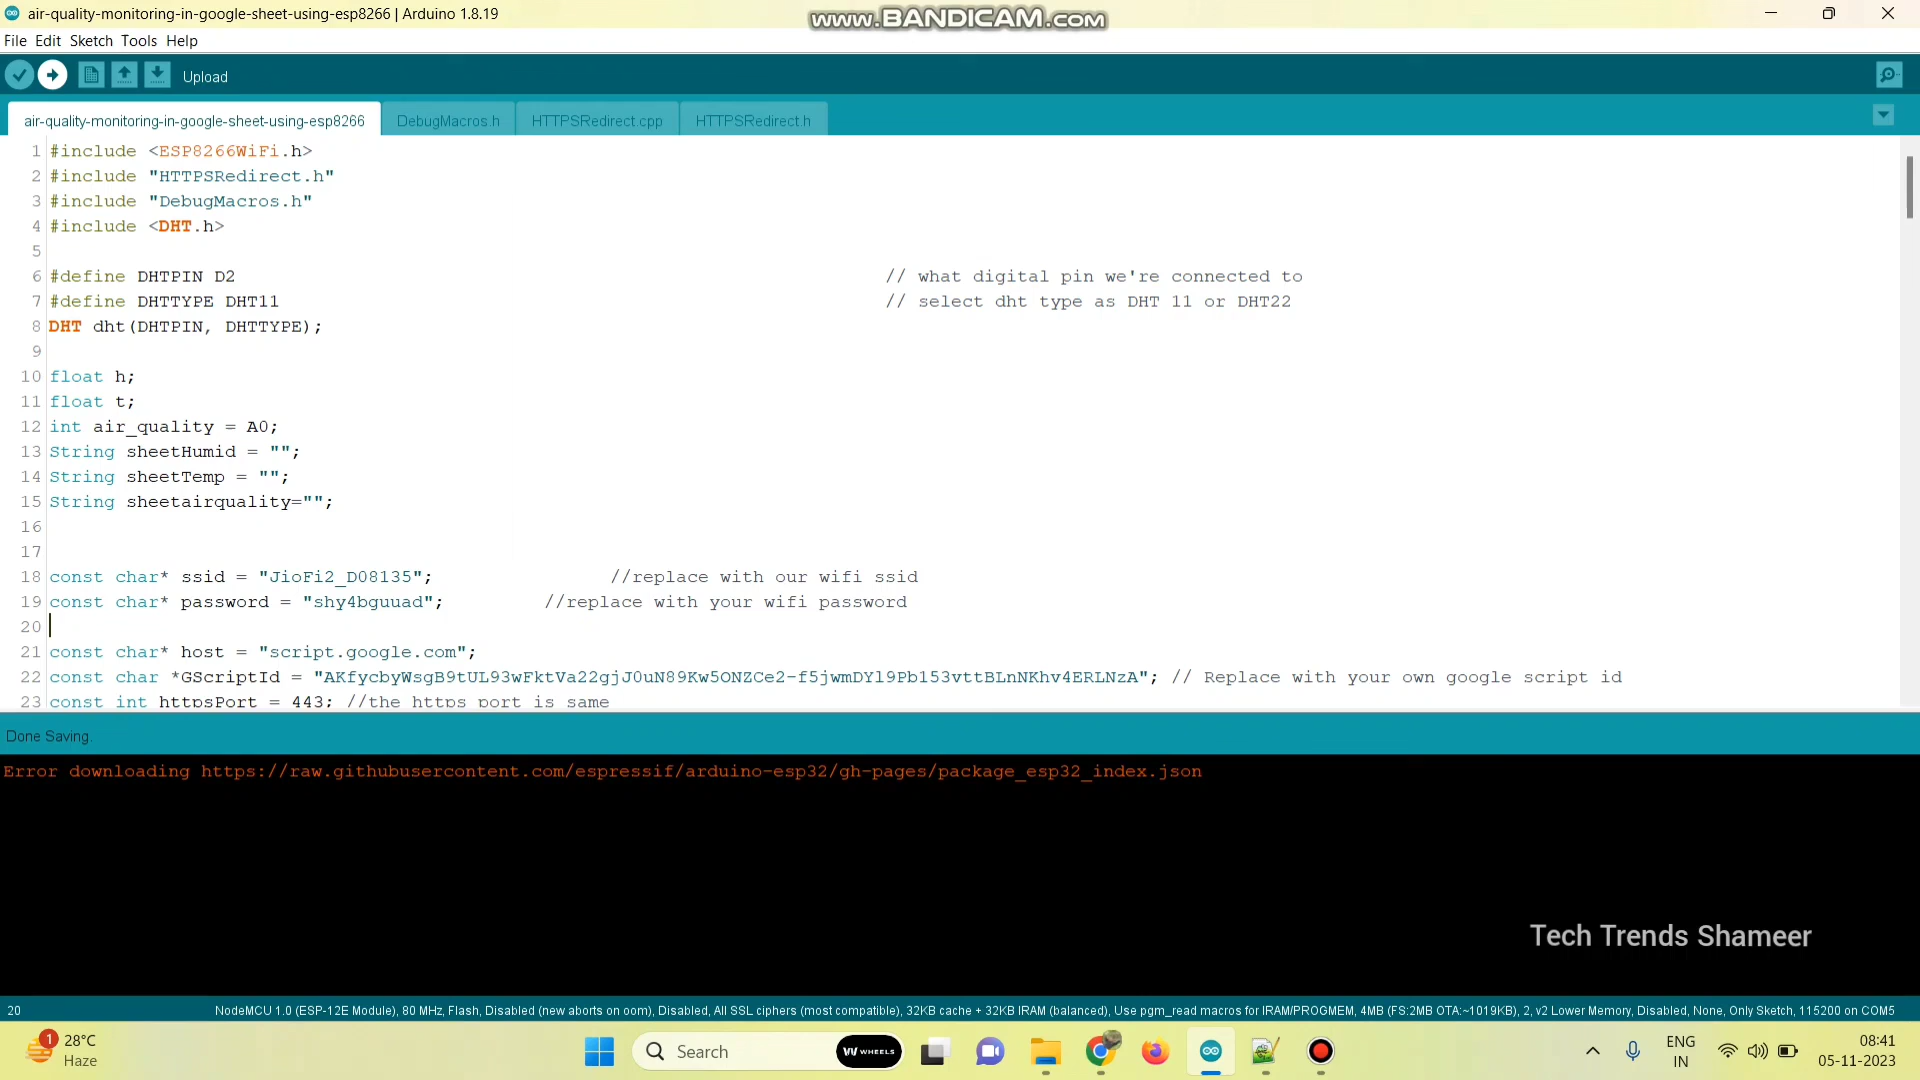 air-quality-monitoring-in-google-sheet-using-esp8266 | Arduino 1.8.19
www.BANDICAM.com
File Edit Sketch Tools Help
Upload
air-quality-monitoring-in-google-sheet-using-esp8266 DebugMacros.h HTTPSRedirect.cpp HTTPSRedirect.h
1 #include <ESP8266WiFi.h>
2 #include "HTTPSRedirect.h"
3 #include "DebugMacros.h"
4 #include <DHT.h>
5
6 #define DHTPIN D2 // what digital pin we're connected to
7 #define DHTTYPE DHT11 // select dht type as DHT 11 or DHT22
8 DHT dht(DHTPIN, DHTTYPE);
9
10 float h;
11 float t;
12 int air_quality = A0;
13 String sheetHumid = "";
14 String sheetTemp = "";
15 String sheetairquality="";
16
17
18 const char* ssid = "JioFi2_D08135"; //replace with our wifi ssid
19 const char* password = "shy4bguuad"; //replace with your wifi password
20
21 const char* host = "script.google.com";
22 const char *GScriptId = "AKfycbyWsgB9tUL93wFktVa22gjJ0uN89Kw5ONZCe2-f5jwmDYl9Pb153vttBLnNKhv4ERLNzA"; // Replace with your own google script id
23 const int httpsPort = 443; //the https port is same
Done Saving.
Error downloading https://raw.githubusercontent.com/espressif/arduino-esp32/gh-pages/package_esp32_index.json
Tech Trends Shameer
20 NodeMCU 1.0 (ESP-12E Module), 80 MHz, Flash, Disabled (new aborts on oom), Disabled, All SSL ciphers (most compatible), 32KB cache + 32KB IRAM (balanced), Use pgm_read macros for IRAM/PROGMEM, 4MB (FS:2MB OTA:~1019KB), 2, v2 Lower Memory, Disabled, None, Only Sketch, 115200 on COM5
1 28°C
Haze
Search
WHEELS
ENG
IN
08:41
05-11-2023